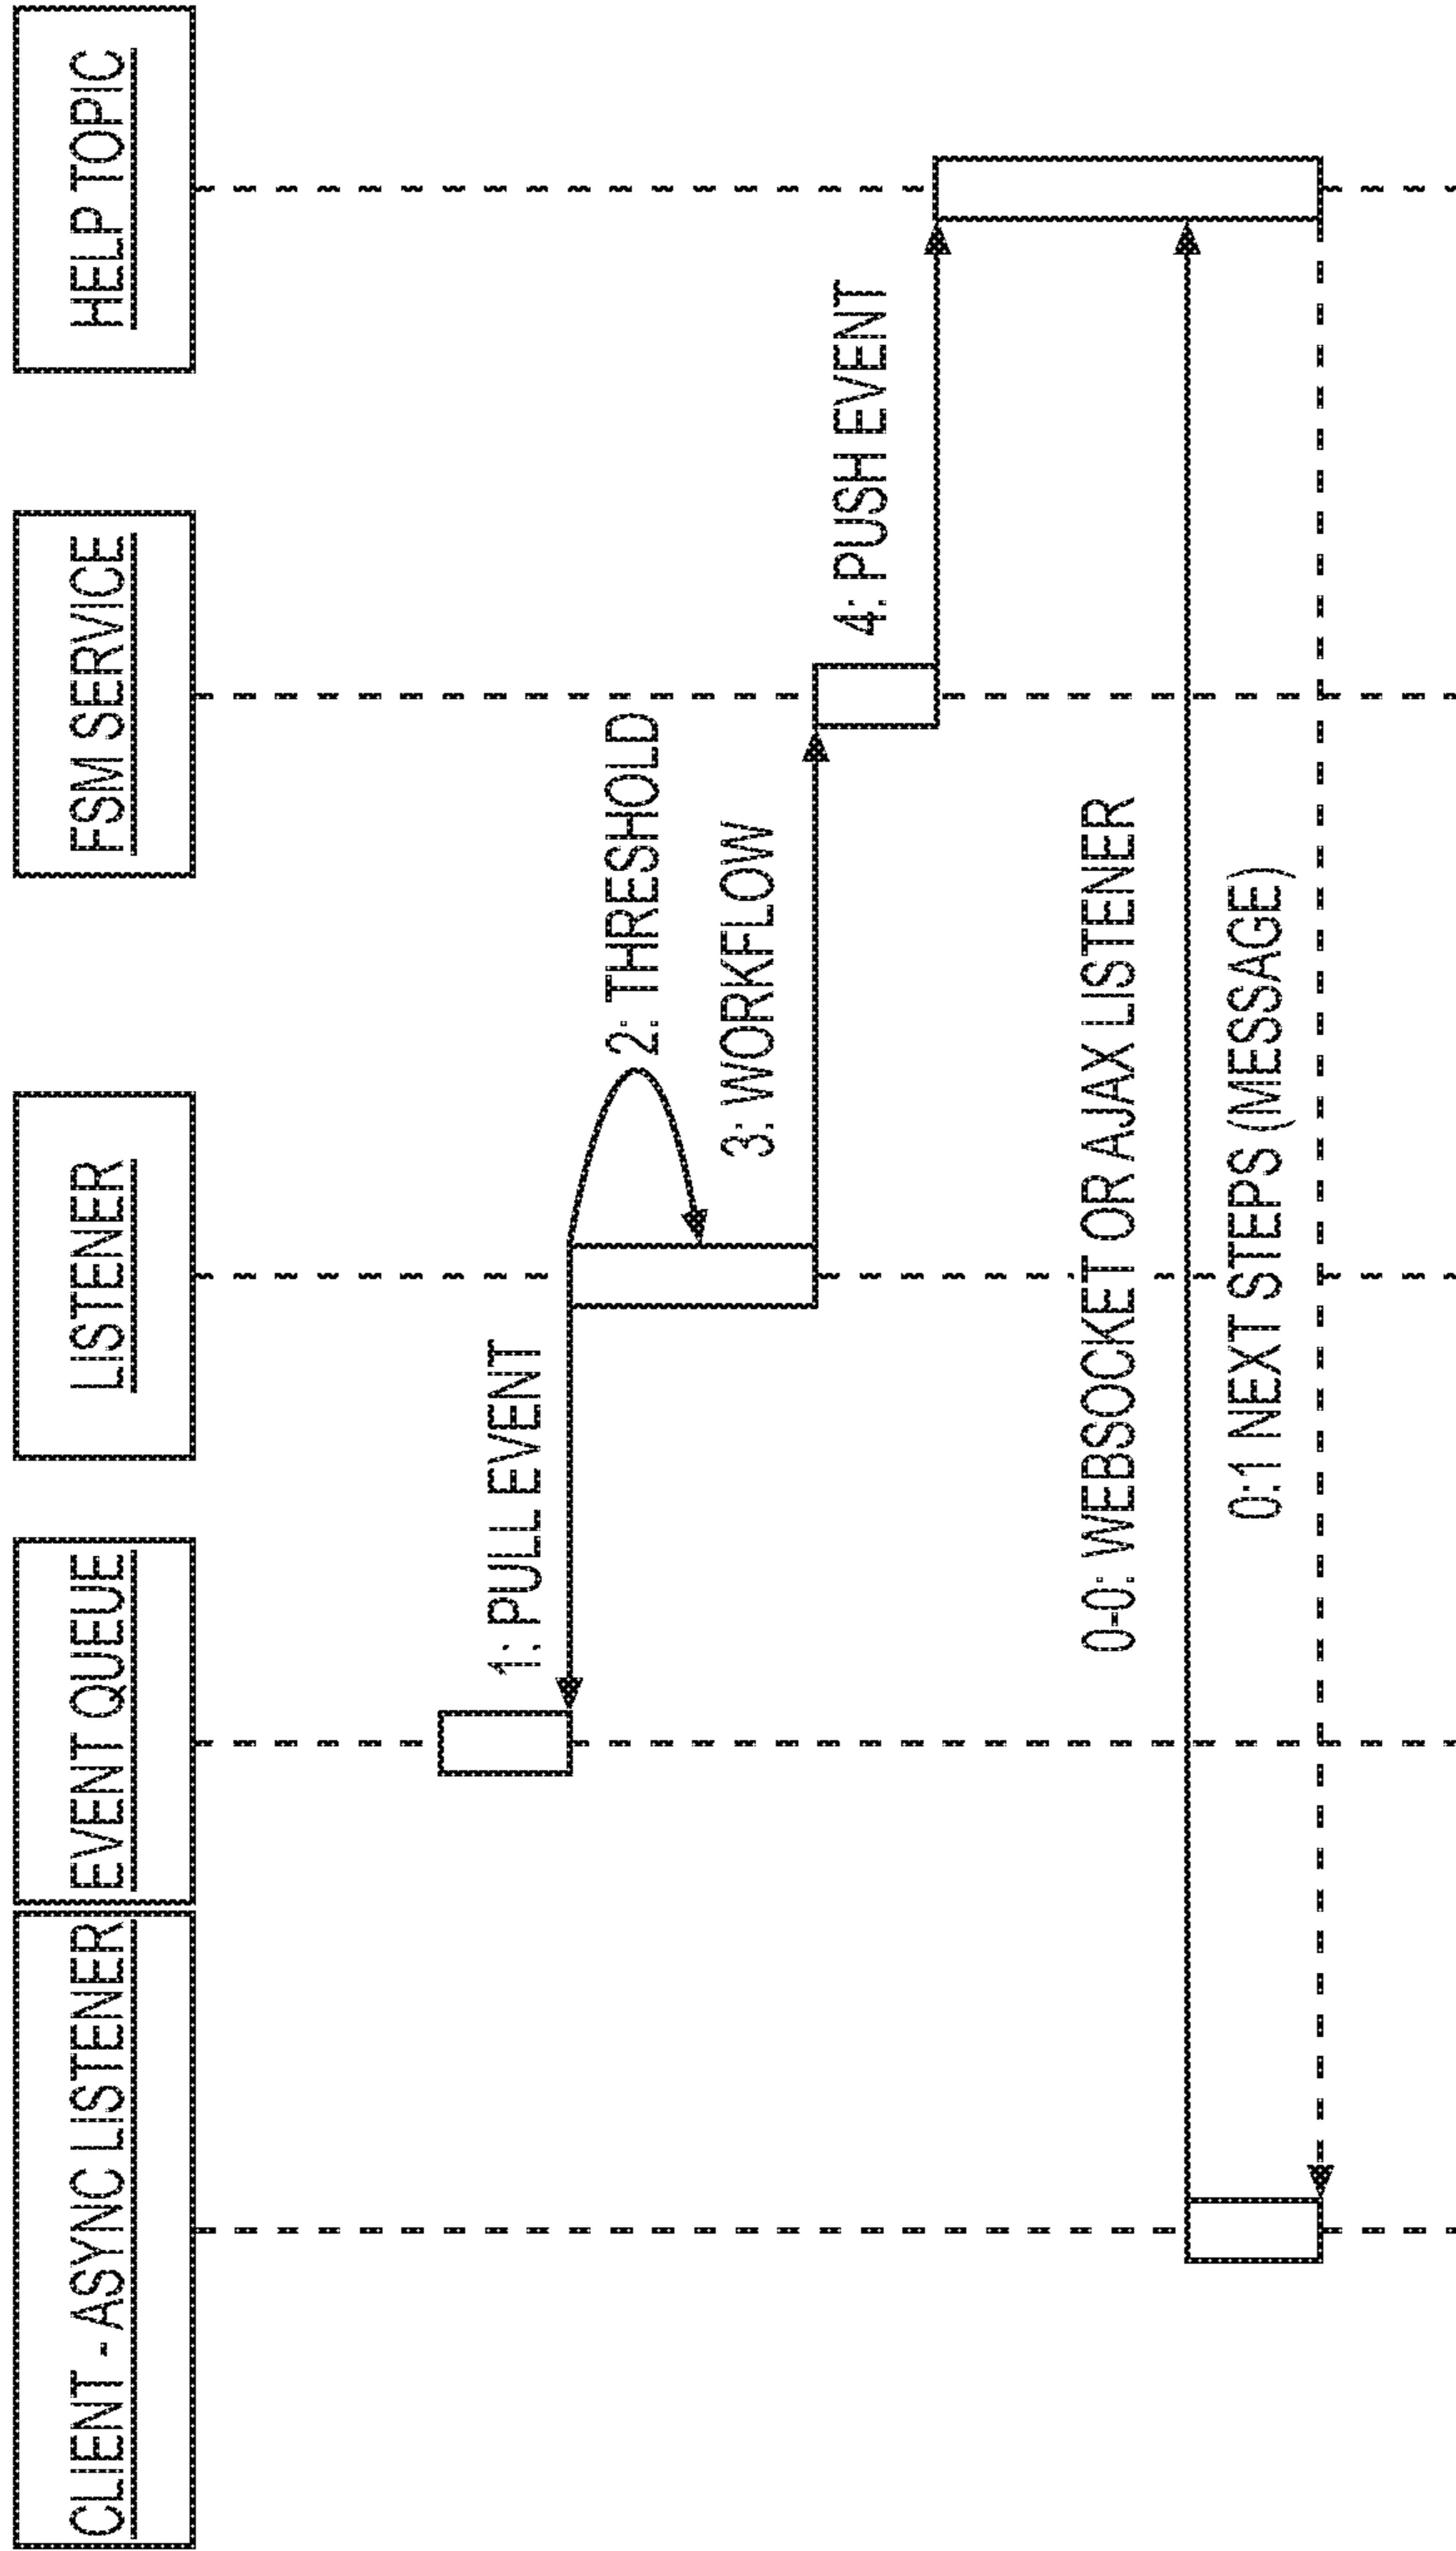 CLIENT - ASYNC LISTENER
EVENT QUEUE
LISTENER
FSM SERVICE
HELP TOPIC
1: PULL EVENT
2: THRESHOLD
3: WORKFLOW
4: PUSH EVENT
0-0: WEBSOCKET OR AJAX LISTENER
0:1 NEXT STEPS (MESSAGE)